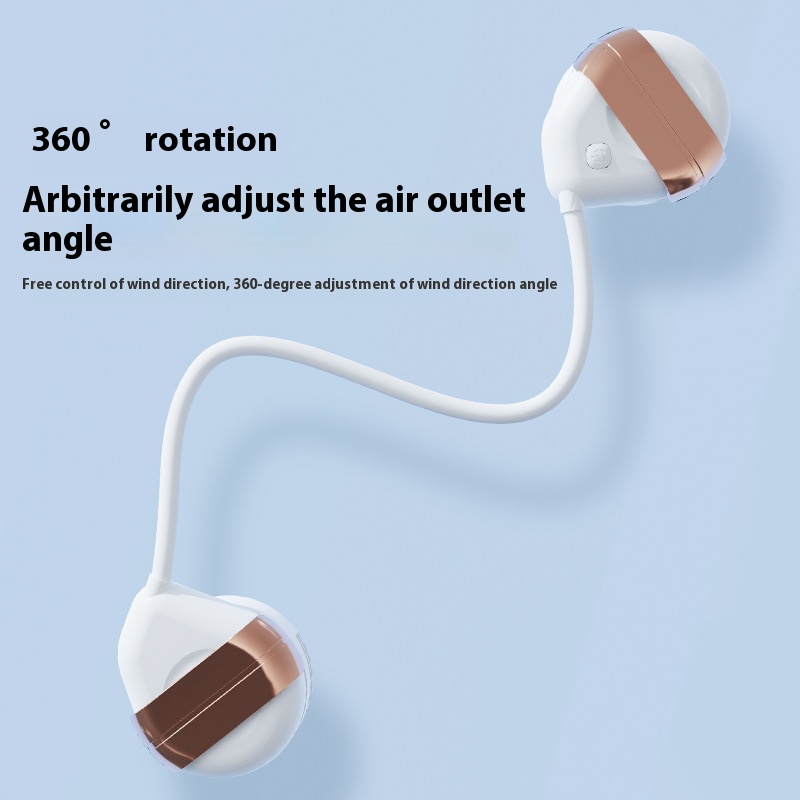 360° rotation
Arbitrarily adjust the air outlet
angle
Free control of wind direction, 360-degree adjustment of wind direction angle